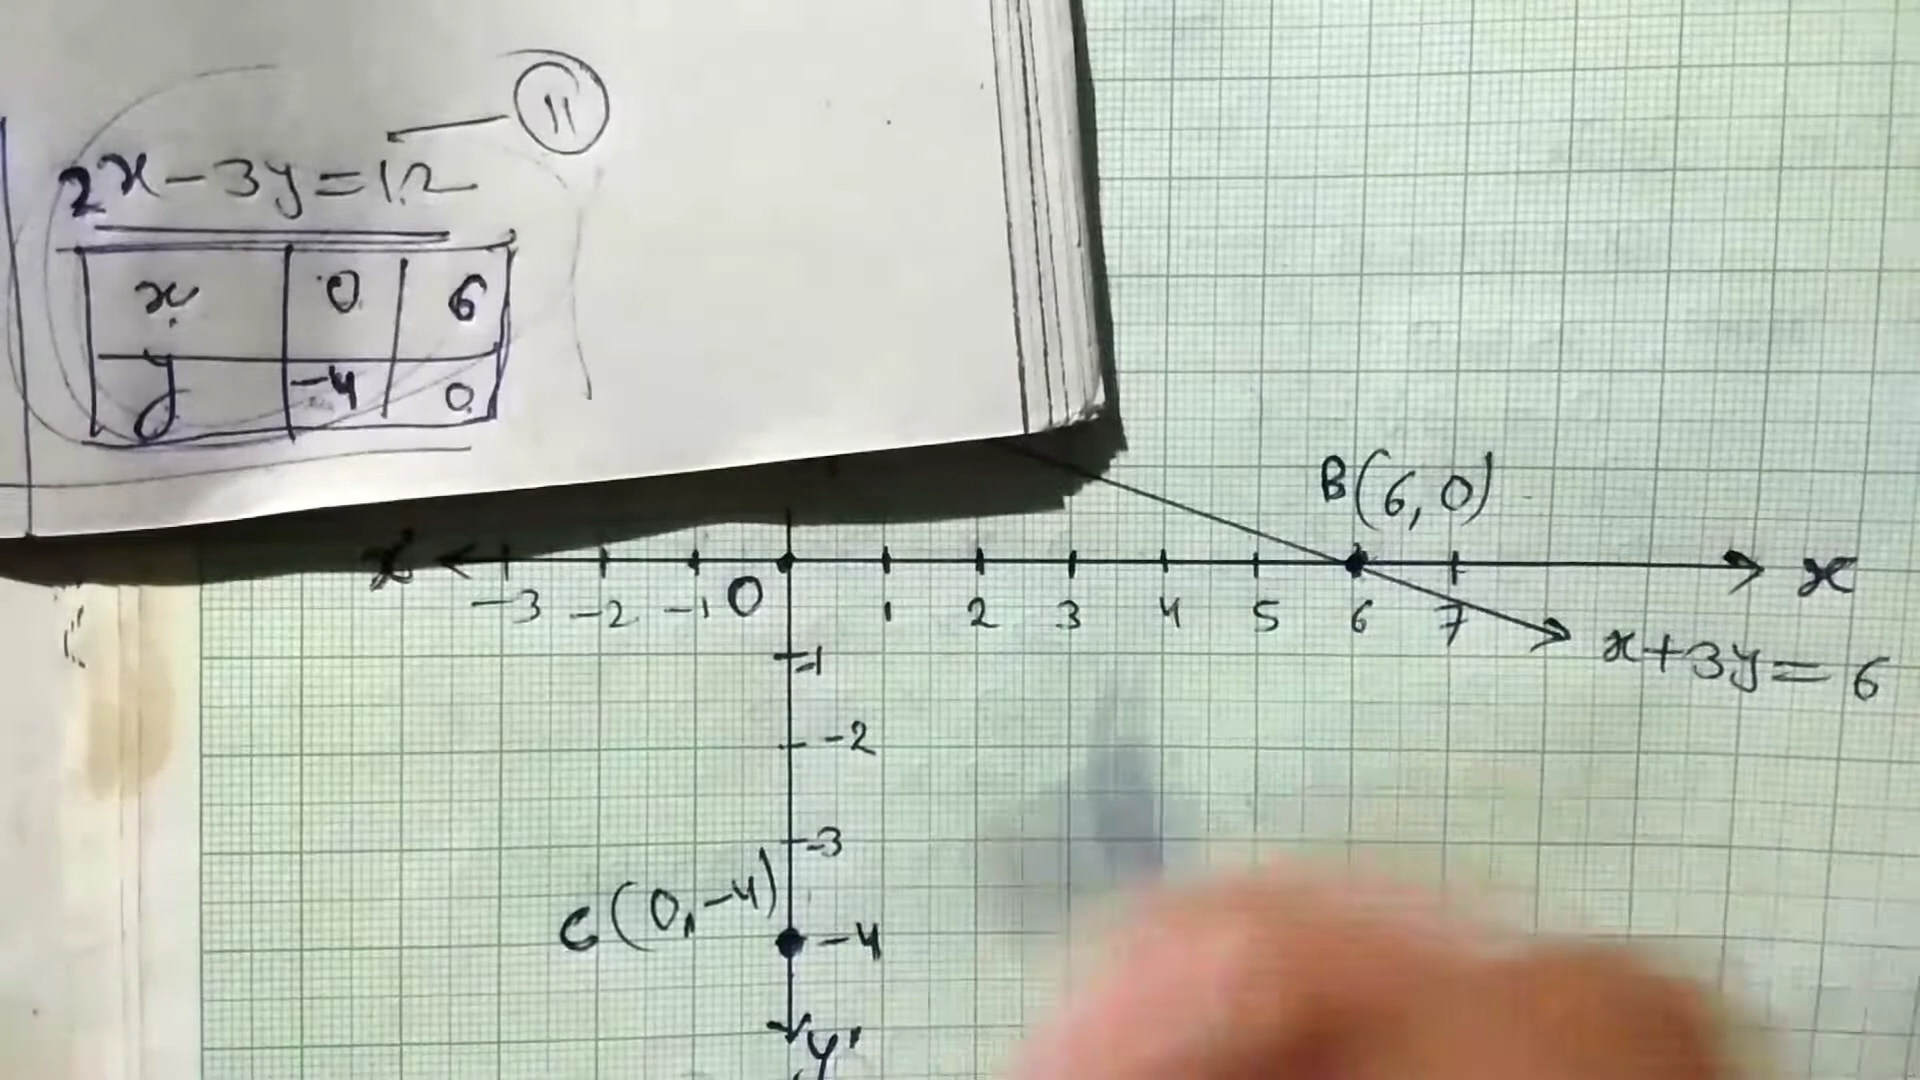 11
2x-3y=12
x 0 6
y -4 0
B(6,0)
x' -3 -2 -1 0 1 2 3 4 5 6 7 x
x+3y=6
-1
-2
-3
C(0,-4)
-4
y'